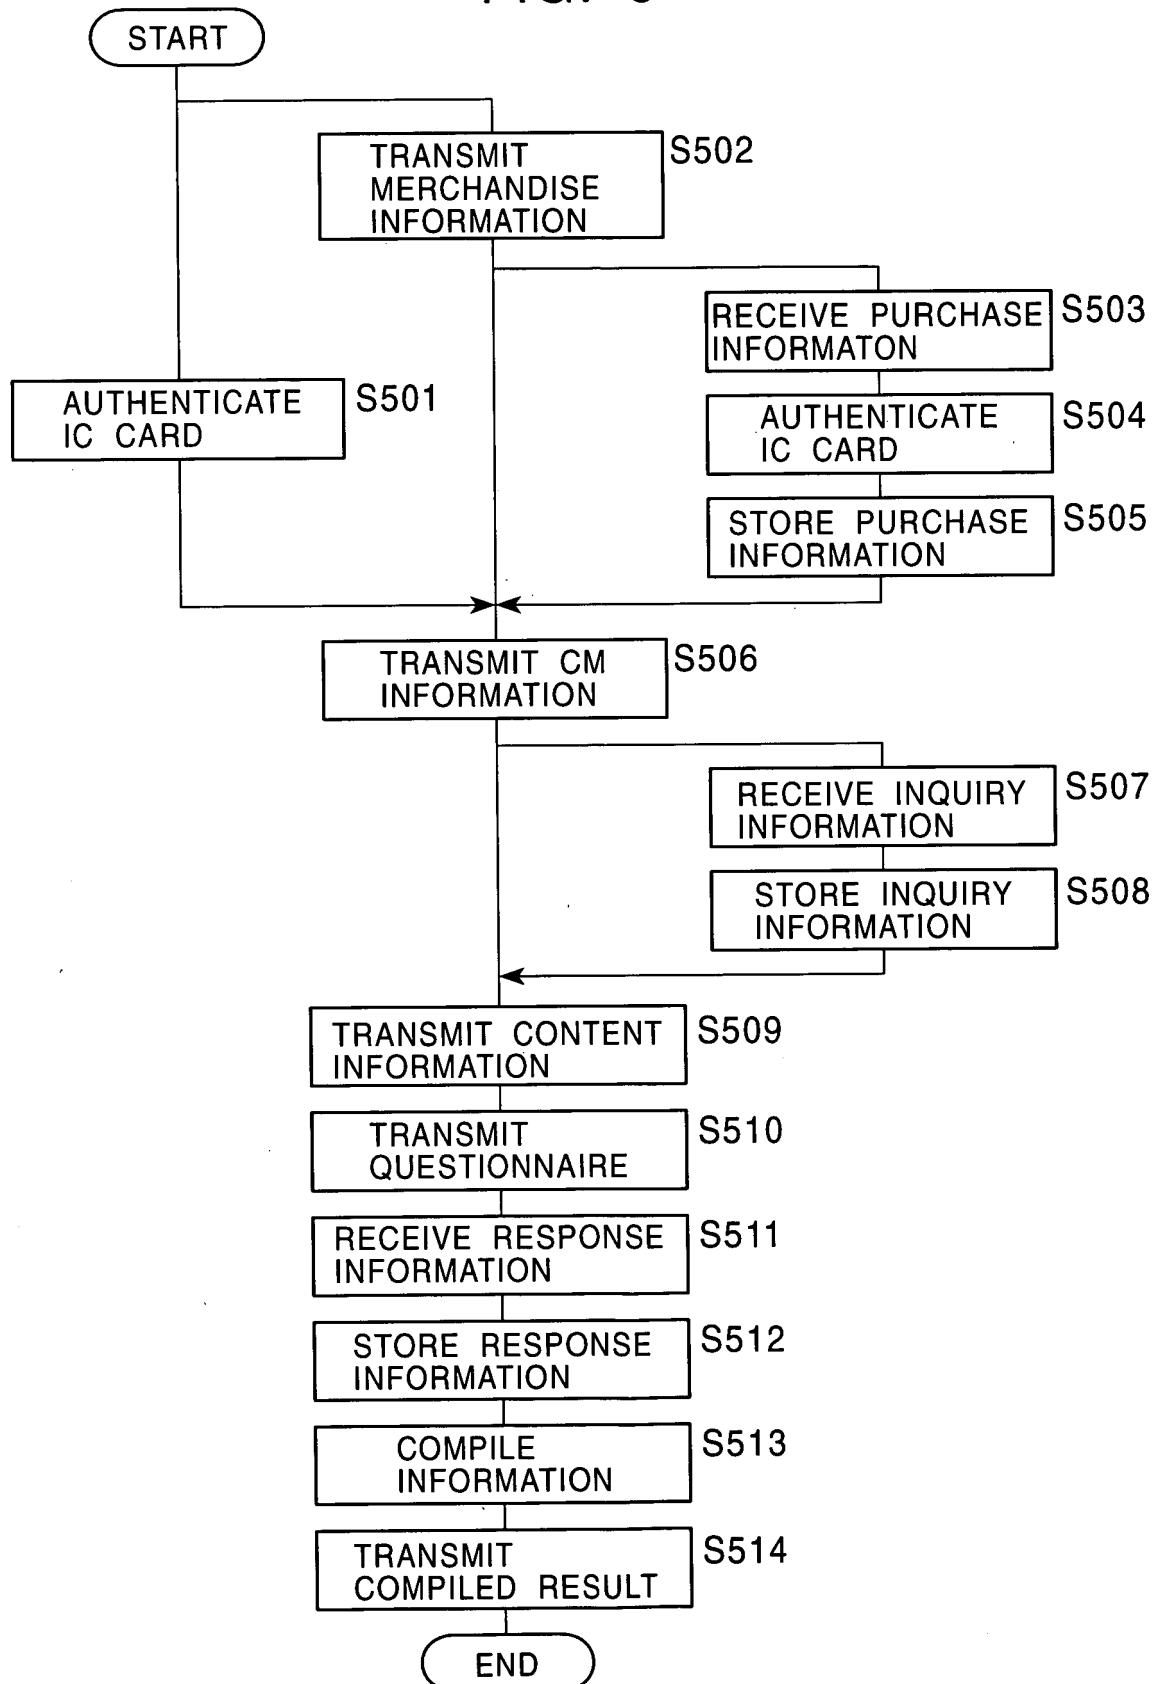 START
TRANSMIT
MERCHANDISE
INFORMATION
S502
RECEIVE PURCHASE
INFORMATON
S503
AUTHENTICATE
IC CARD
S501
AUTHENTICATE
IC CARD
S504
STORE PURCHASE
INFORMATION
S505
TRANSMIT CM
INFORMATION
S506
RECEIVE INQUIRY
INFORMATION
S507
STORE INQUIRY
INFORMATION
S508
TRANSMIT CONTENT
INFORMATION
S509
TRANSMIT
QUESTIONNAIRE
S510
RECEIVE RESPONSE
INFORMATION
S511
STORE RESPONSE
INFORMATION
S512
COMPILE
INFORMATION
S513
TRANSMIT
COMPILED RESULT
S514
END